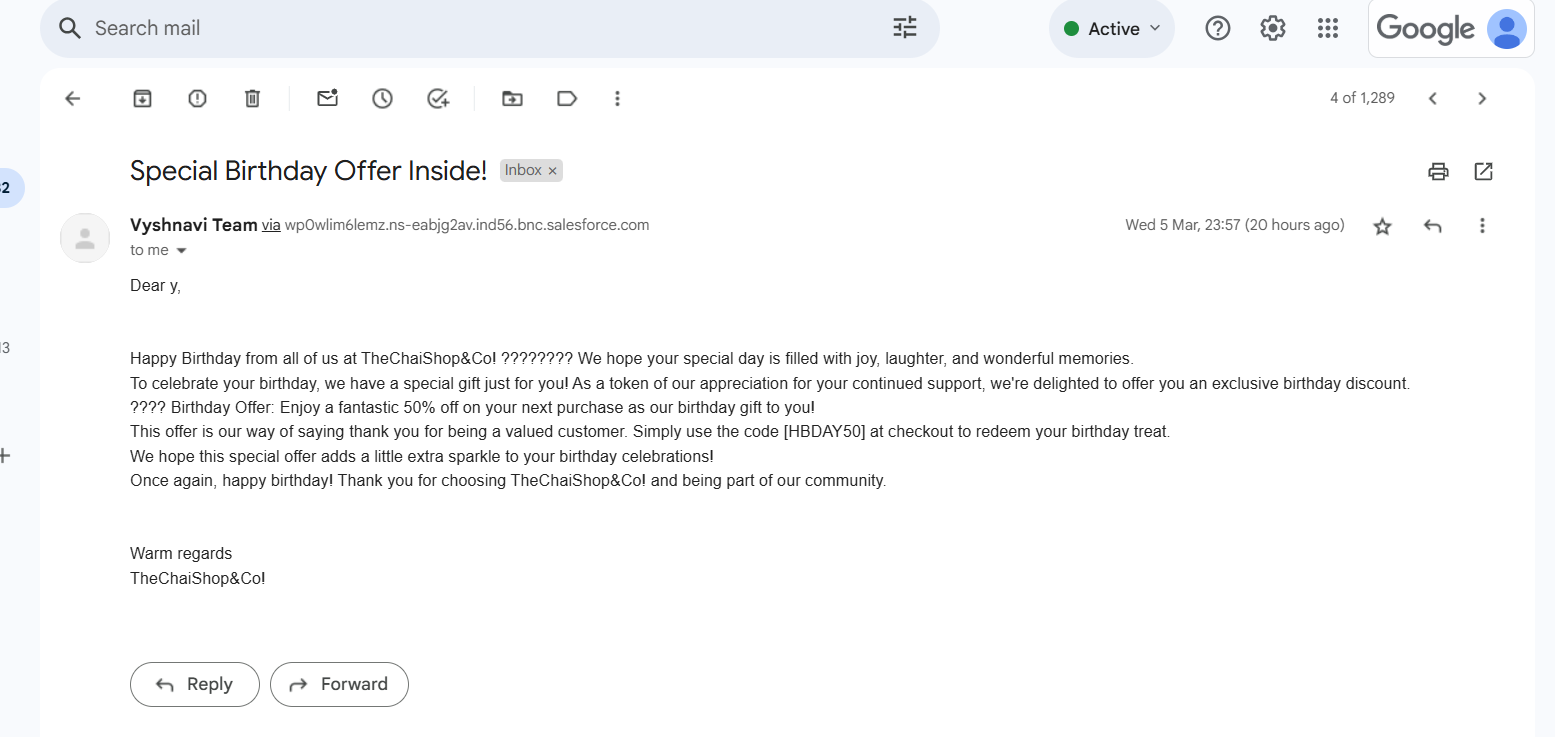 Search mail
Active
Google
4 of 1,289
Special Birthday Offer Inside! Inbox ×
32
Vyshnavi Team via wp0wlim6lemz.ns-eabjg2av.ind56.bnc.salesforce.com
Wed 5 Mar, 23:57 (20 hours ago)
to me
Dear y,
13
Happy Birthday from all of us at TheChaiShop&Co! ???????? We hope your special day is filled with joy, laughter, and wonderful memories.
To celebrate your birthday, we have a special gift just for you! As a token of our appreciation for your continued support, we're delighted to offer you an exclusive birthday discount.
???? Birthday Offer: Enjoy a fantastic 50% off on your next purchase as our birthday gift to you!
This offer is our way of saying thank you for being a valued customer. Simply use the code [HBDAY50] at checkout to redeem your birthday treat.
We hope this special offer adds a little extra sparkle to your birthday celebrations!
Once again, happy birthday! Thank you for choosing TheChaiShop&Co! and being part of our community.
Warm regards
TheChaiShop&Co!
Reply
Forward